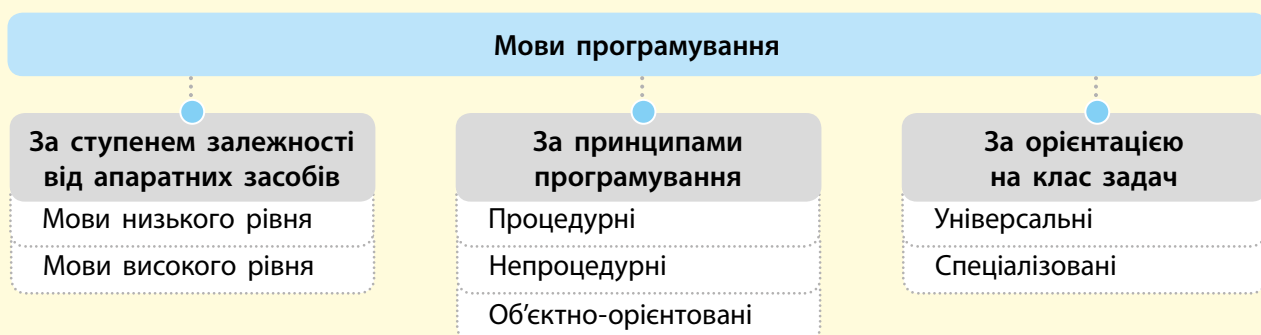 Мови програмування
За ступенем залежності
від апаратних засобів
Мови низького рівня
Мови високого рівня
За принципами
програмування
Процедурні
Непроцедурні
Об’єктно-орієнтовані
За орієнтацією
на клас задач
Універсальні
Спеціалізовані